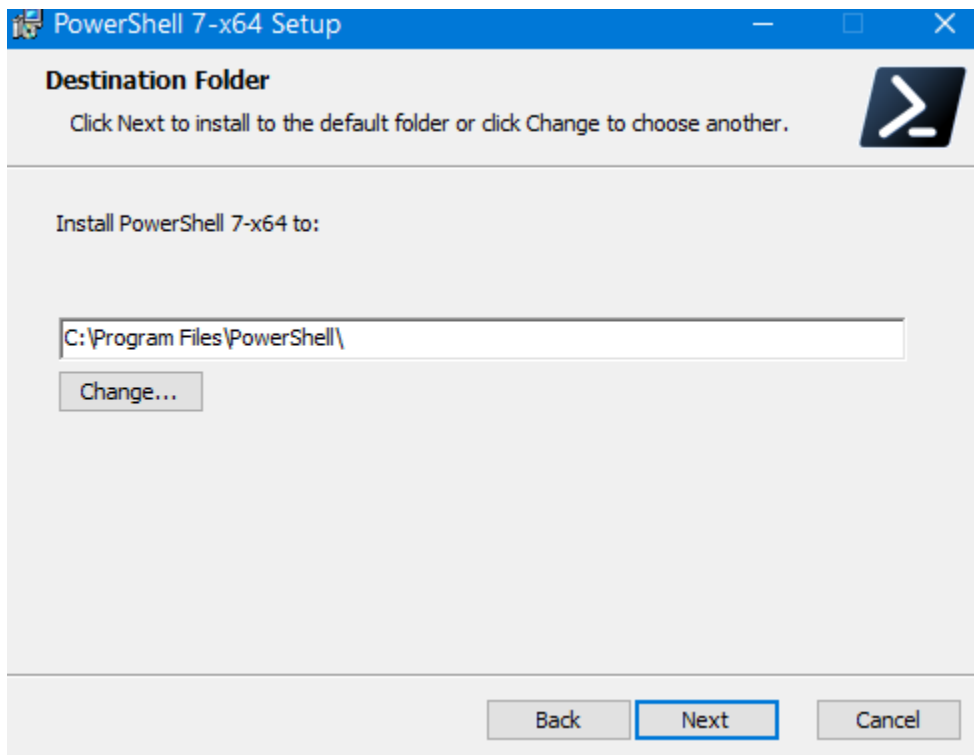 PowerShell 7-x64 Setup
Destination Folder
Click Next to install to the default folder or click Change to choose another.
Install PowerShell 7-x64 to:
C:\Program Files\PowerShell\
Change...
Back Next Cancel